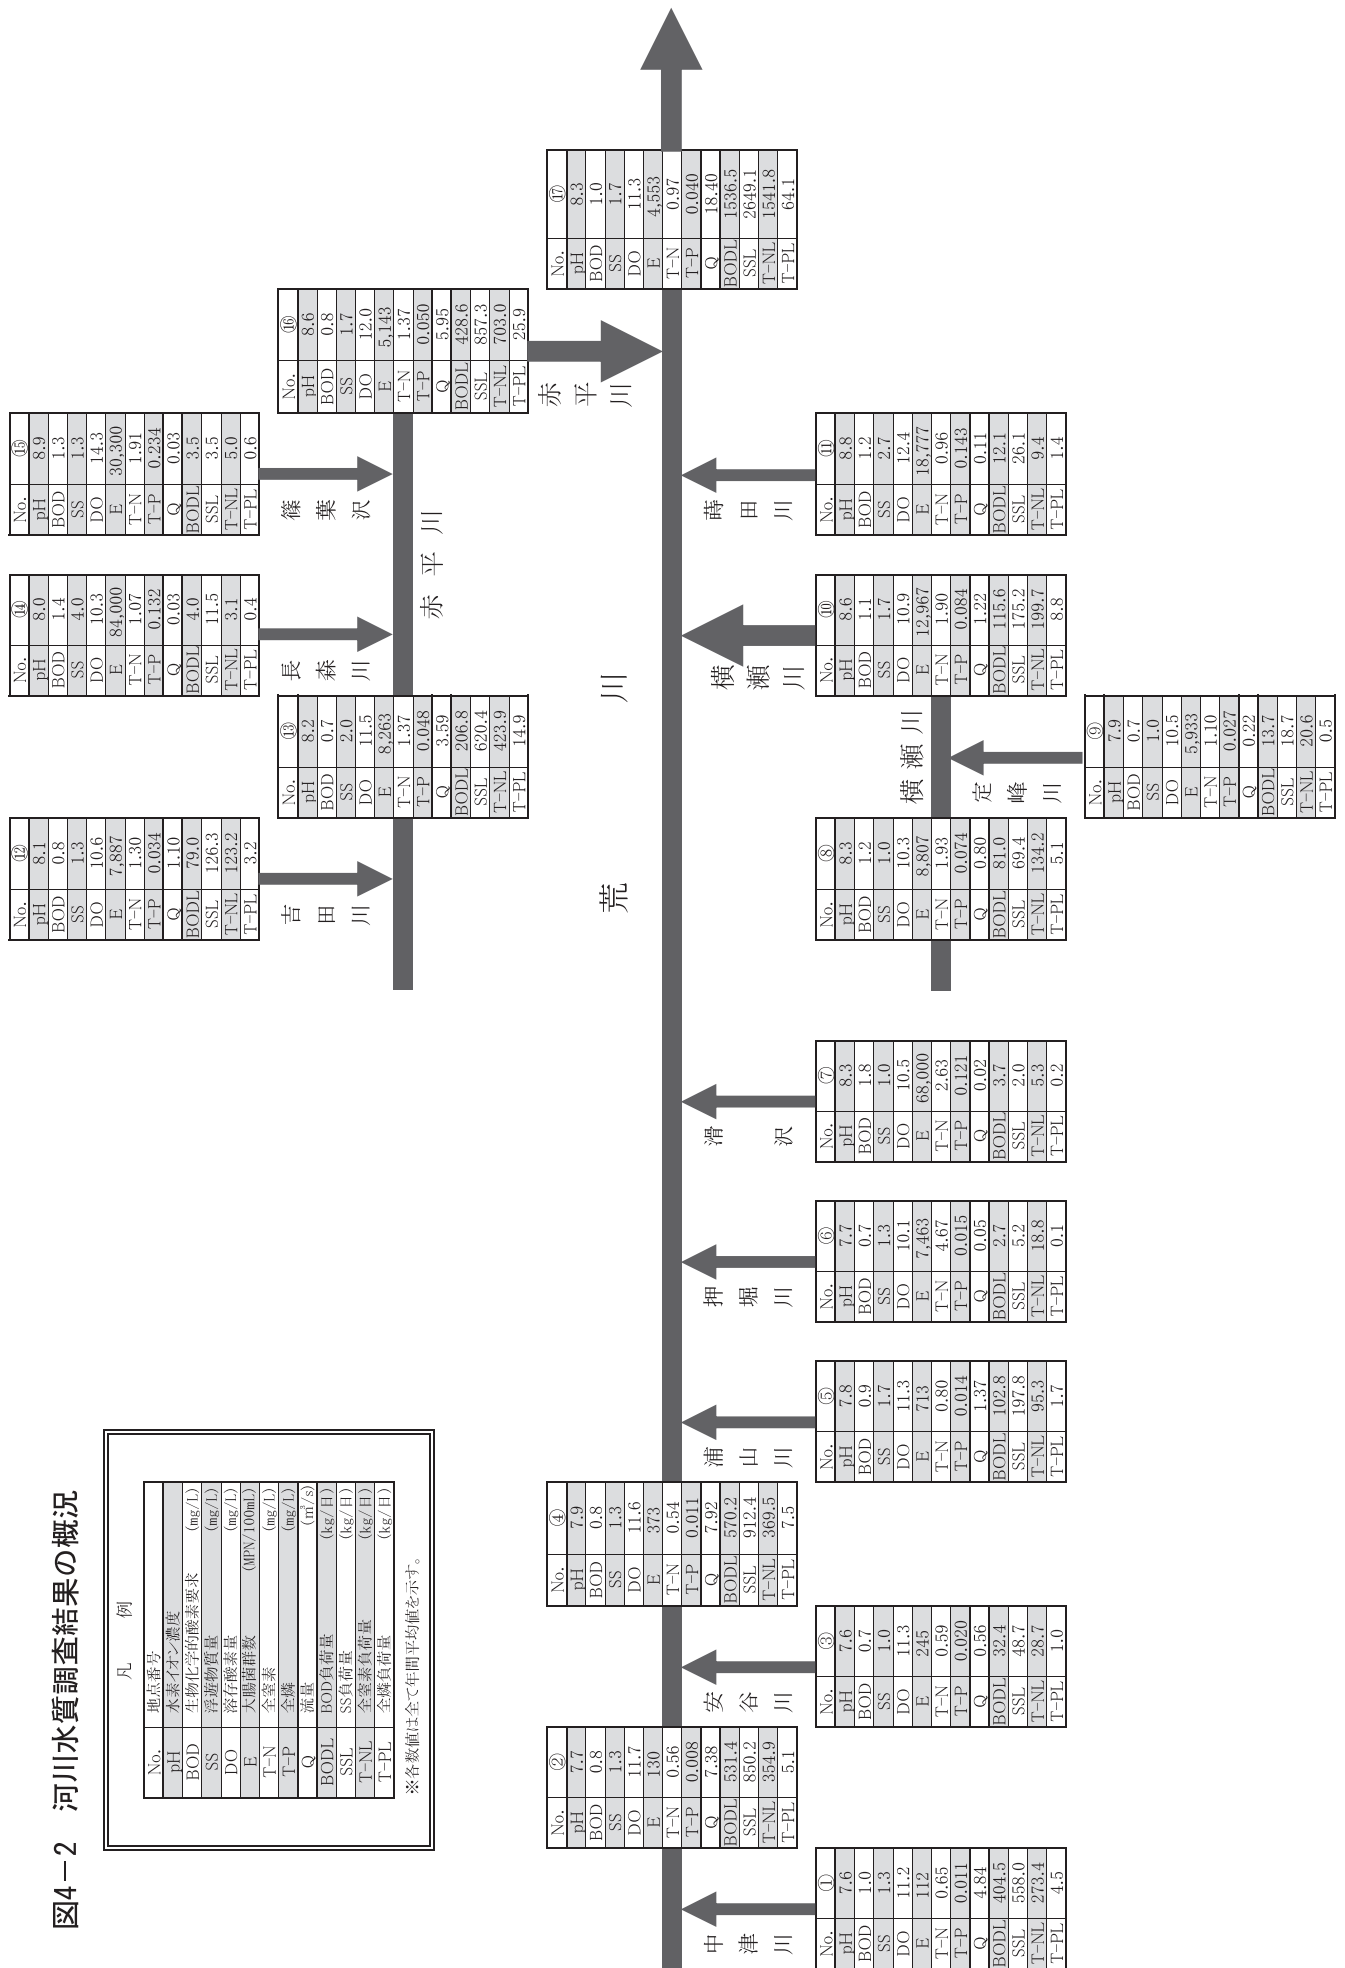 図4－2　河川水質調査結果の概況
凡　例
No.　地点番号
pH　水素イオン濃度
BOD　生物化学的酸素要求　(mg/L)
SS　浮遊物質量　(mg/L)
DO　溶存酸素量　(mg/L)
E　大腸菌群数　(MPN/100mL)
T-N　全窒素　(mg/L)
T-P　全燐　(mg/L)
Q　流量　(㎥/s)
BODL　BOD負荷量　(kg/日)
SSL　SS負荷量　(kg/日)
T-NL　全窒素負荷量　(kg/日)
T-PL　全燐負荷量　(kg/日)
※各数値は全て年間平均値を示す。
No. ⑫
pH 8.1
BOD 0.8
SS 1.3
DO 10.6
E 7,887
T-N 1.30
T-P 0.034
Q 1.10
BODL 79.0
SSL 126.3
T-NL 123.2
T-PL 3.2
吉田川
No. ⑭
pH 8.0
BOD 1.4
SS 4.0
DO 10.3
E 84,000
T-N 1.07
T-P 0.132
Q 0.03
BODL 4.0
SSL 11.5
T-NL 3.1
T-PL 0.4
長森川
No. ⑮
pH 8.9
BOD 1.3
SS 1.3
DO 14.3
E 30,300
T-N 1.91
T-P 0.234
Q 0.03
BODL 3.5
SSL 3.5
T-NL 5.0
T-PL 0.6
篠葉沢
No. ⑬
pH 8.2
BOD 0.7
SS 2.0
DO 11.5
E 8,263
T-N 1.37
T-P 0.048
Q 3.59
BODL 206.8
SSL 620.4
T-NL 423.9
T-PL 14.9
赤平川
No. ⑯
pH 8.6
BOD 0.8
SS 1.7
DO 12.0
E 5,143
T-N 1.37
T-P 0.050
Q 5.95
BODL 428.6
SSL 857.3
T-NL 703.0
T-PL 25.9
赤平川
No. ②
pH 7.7
BOD 0.8
SS 1.3
DO 11.7
E 130
T-N 0.56
T-P 0.008
Q 7.38
BODL 531.4
SSL 850.2
T-NL 354.9
T-PL 5.1
No. ④
pH 7.9
BOD 0.8
SS 1.3
DO 11.6
E 373
T-N 0.54
T-P 0.011
Q 7.92
BODL 570.2
SSL 912.4
T-NL 369.5
T-PL 7.5
荒川
No. ⑰
pH 8.3
BOD 1.0
SS 1.7
DO 11.3
E 4,553
T-N 0.97
T-P 0.040
Q 18.40
BODL 1536.5
SSL 2649.1
T-NL 1541.8
T-PL 64.1
中津川
No. ①
pH 7.6
BOD 1.0
SS 1.3
DO 11.2
E 112
T-N 0.65
T-P 0.011
Q 4.84
BODL 404.5
SSL 558.0
T-NL 273.4
T-PL 4.5
安谷川
No. ③
pH 7.6
BOD 0.7
SS 1.0
DO 11.3
E 245
T-N 0.59
T-P 0.020
Q 0.56
BODL 32.4
SSL 48.7
T-NL 28.7
T-PL 1.0
浦山川
No. ⑤
pH 7.8
BOD 0.9
SS 1.7
DO 11.3
E 713
T-N 0.80
T-P 0.014
Q 1.37
BODL 102.8
SSL 197.8
T-NL 95.3
T-PL 1.7
押堀川
No. ⑥
pH 7.7
BOD 0.7
SS 1.3
DO 10.1
E 7,463
T-N 4.67
T-P 0.015
Q 0.05
BODL 2.7
SSL 5.2
T-NL 18.8
T-PL 0.1
滑沢
No. ⑦
pH 8.3
BOD 1.8
SS 1.0
DO 10.5
E 68,000
T-N 2.63
T-P 0.121
Q 0.02
BODL 3.7
SSL 2.0
T-NL 5.3
T-PL 0.2
No. ⑧
pH 8.3
BOD 1.2
SS 1.0
DO 10.3
E 8,807
T-N 1.93
T-P 0.074
Q 0.80
BODL 81.0
SSL 69.4
T-NL 134.2
T-PL 5.1
横瀬川
定峰川
No. ⑨
pH 7.9
BOD 0.7
SS 1.0
DO 10.5
E 5,933
T-N 1.10
T-P 0.027
Q 0.22
BODL 13.7
SSL 18.7
T-NL 20.6
T-PL 0.5
横瀬川
No. ⑩
pH 8.6
BOD 1.1
SS 1.7
DO 10.9
E 12,967
T-N 1.90
T-P 0.084
Q 1.22
BODL 115.6
SSL 175.2
T-NL 199.7
T-PL 8.8
蒔田川
No. ⑪
pH 8.8
BOD 1.2
SS 2.7
DO 12.4
E 18,777
T-N 0.96
T-P 0.143
Q 0.11
BODL 12.1
SSL 26.1
T-NL 9.4
T-PL 1.4